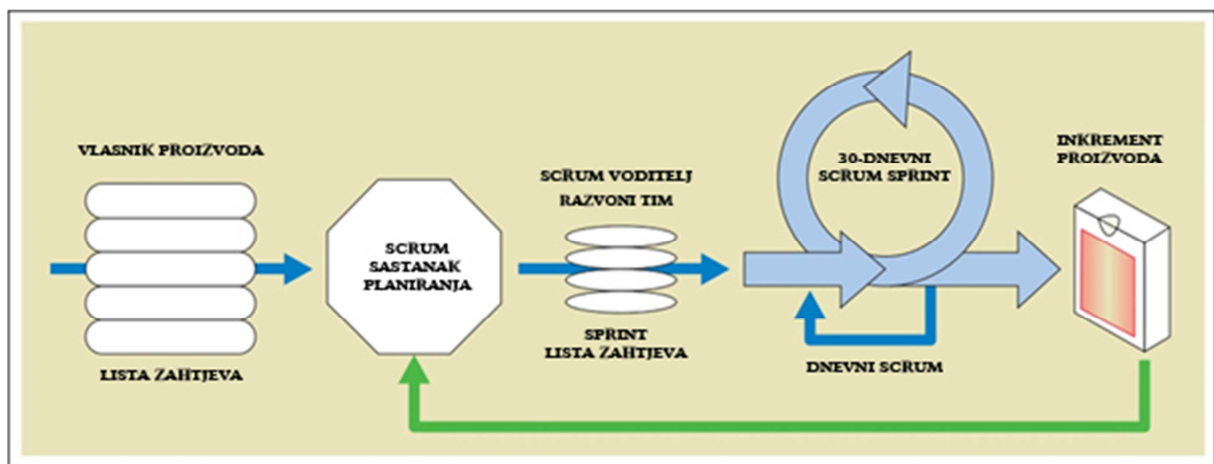 VLASNIK PROIZVODA
LISTA ZAHTJEVA
SCRUM
SASTANAK
PLANIRANJA
SCRUM VODITELJ
RAZVONI TIM
SPRINT
LISTA ZAHTJEVA
30-DNEVNI
SCRUM SPRINT
DNEVNI SCRUM
INKREMENT
PROIZVODA